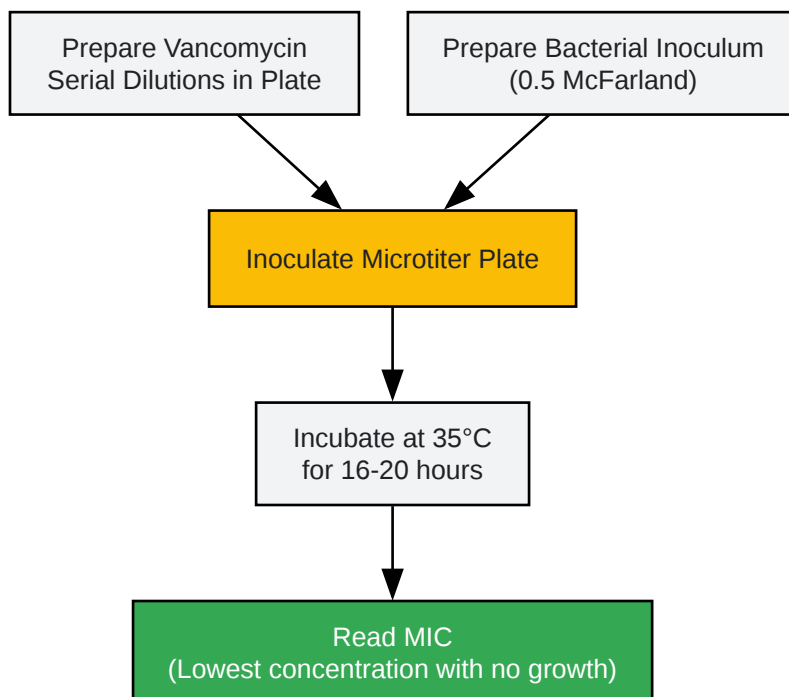 Prepare Vancomycin
Serial Dilutions in Plate
Prepare Bacterial Inoculum
(0.5 McFarland)
Inoculate Microtiter Plate
Incubate at 35°C
for 16-20 hours
Read MIC
(Lowest concentration with no growth)